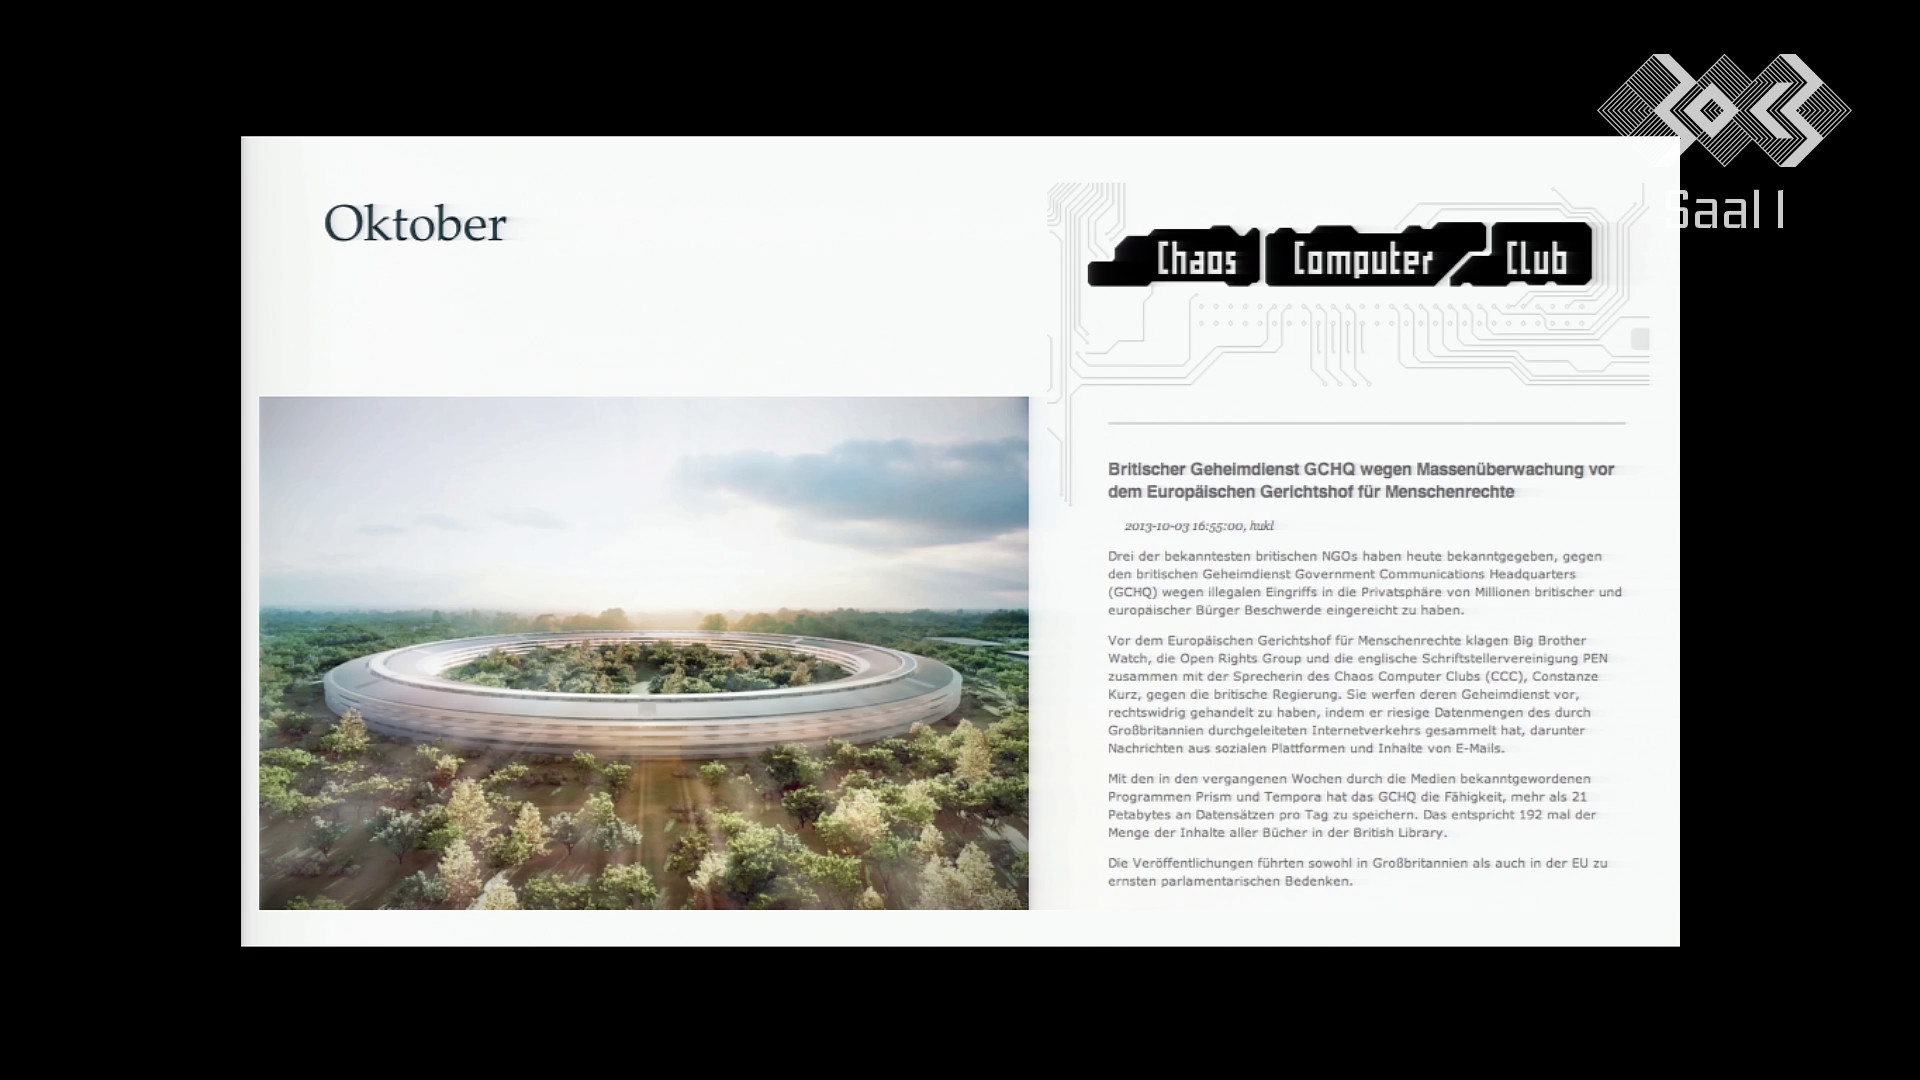 Oktober
Chaos Computer Club
Saal 1
Britischer Geheimdienst GCHQ wegen Massenüberwachung vor
dem Europäischen Gerichtshof für Menschenrechte
2013-10-03 16:55:00, hukl
Drei der bekanntesten britischen NGOs haben heute bekanntgegeben, gegen
den britischen Geheimdienst Government Communications Headquarters
(GCHQ) wegen illegalen Eingriffs in die Privatsphäre von Millionen britischer und
europäischer Bürger Beschwerde eingereicht zu haben.
Vor dem Europäischen Gerichtshof für Menschenrechte klagen Big Brother
Watch, die Open Rights Group und die englische Schriftstellervereinigung PEN
zusammen mit der Sprecherin des Chaos Computer Clubs (CCC), Constanze
Kurz, gegen die britische Regierung. Sie werfen deren Geheimdienst vor,
rechtswidrig gehandelt zu haben, indem er riesige Datenmengen des durch
Großbritannien durchgeleiteten Internetverkehrs gesammelt hat, darunter
Nachrichten aus sozialen Plattformen und Inhalte von E-Mails.
Mit den in den vergangenen Wochen durch die Medien bekanntgewordenen
Programmen Prism und Tempora hat das GCHQ die Fähigkeit, mehr als 21
Petabytes an Datensätzen pro Tag zu speichern. Das entspricht 192 mal der
Menge der Inhalte aller Bücher in der British Library.
Die Veröffentlichungen führten sowohl in Großbritannien als auch in der EU zu
ernsten parlamentarischen Bedenken.